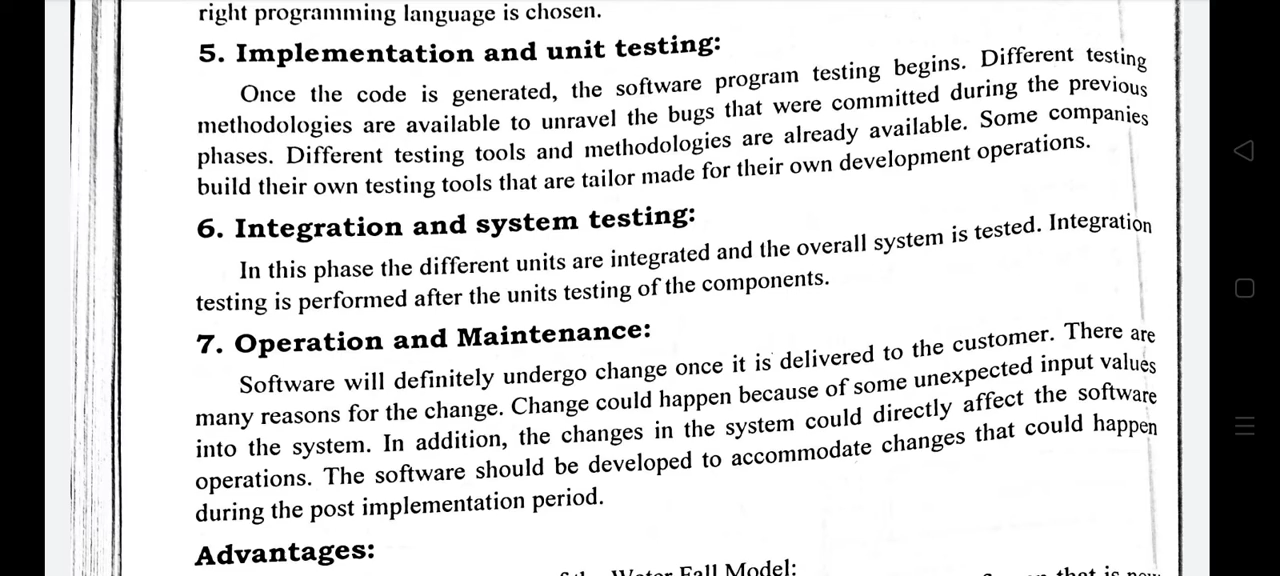 right programming language is chosen.
5. Implementation and unit testing:
Once the code is generated, the software program testing begins. Different testing
methodologies are available to unravel the bugs that were committed during the previous
phases. Different testing tools and methodologies are already available. Some companies
build their own testing tools that are tailor made for their own development operations.
6. Integration and system testing:
In this phase the different units are integrated and the overall system is tested. Integration
testing is performed after the units testing of the components.
7. Operation and Maintenance:
Software will definitely undergo change once it is delivered to the customer. There are
many reasons for the change. Change could happen because of some unexpected input values
into the system. In addition, the changes in the system could directly affect the software
operations. The software should be developed to accommodate changes that could happen
during the post implementation period.
Advantages:
Water Fall Model: that is